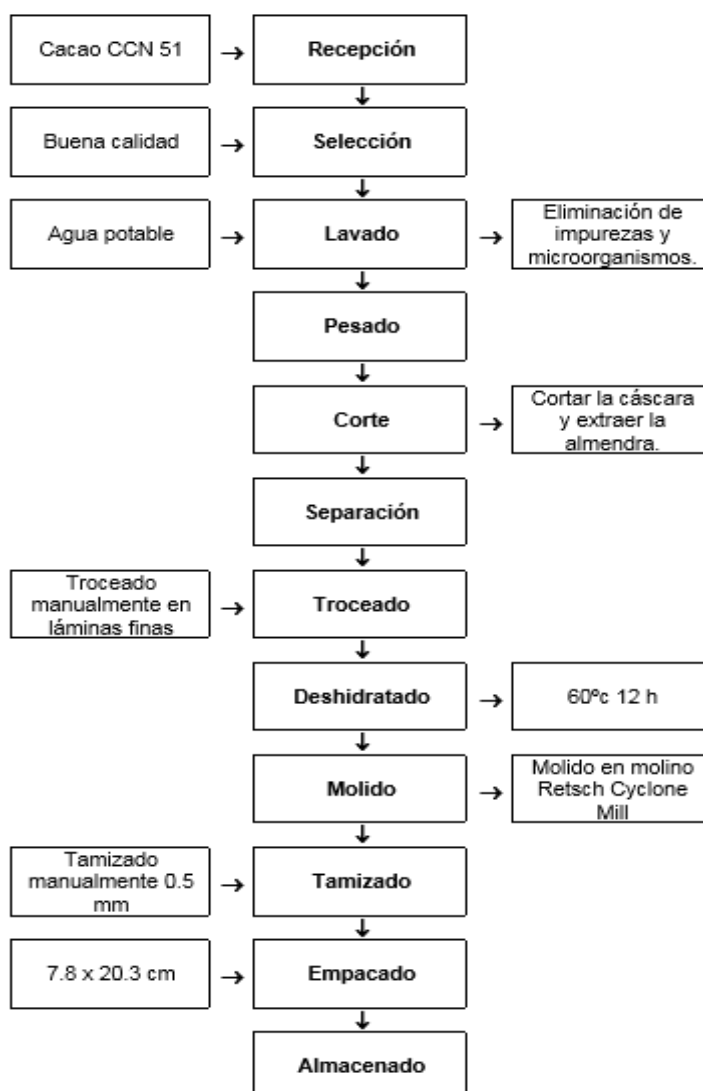 Cacao CCN 51
Recepción
Buena calidad
Selección
Agua potable
Lavado
Eliminación de
impurezas y
microorganismos.
Pesado
Corte
Cortar la cáscara
y extraer la
almendra.
Separación
Troceado
manualmente en
láminas finas
Troceado
Deshidratado
60ºc 12 h
Molido
Molido en molino
Retsch Cyclone
Mill
Tamizado
manualmente 0.5
mm
Tamizado
7.8 x 20.3 cm
Empacado
Almacenado